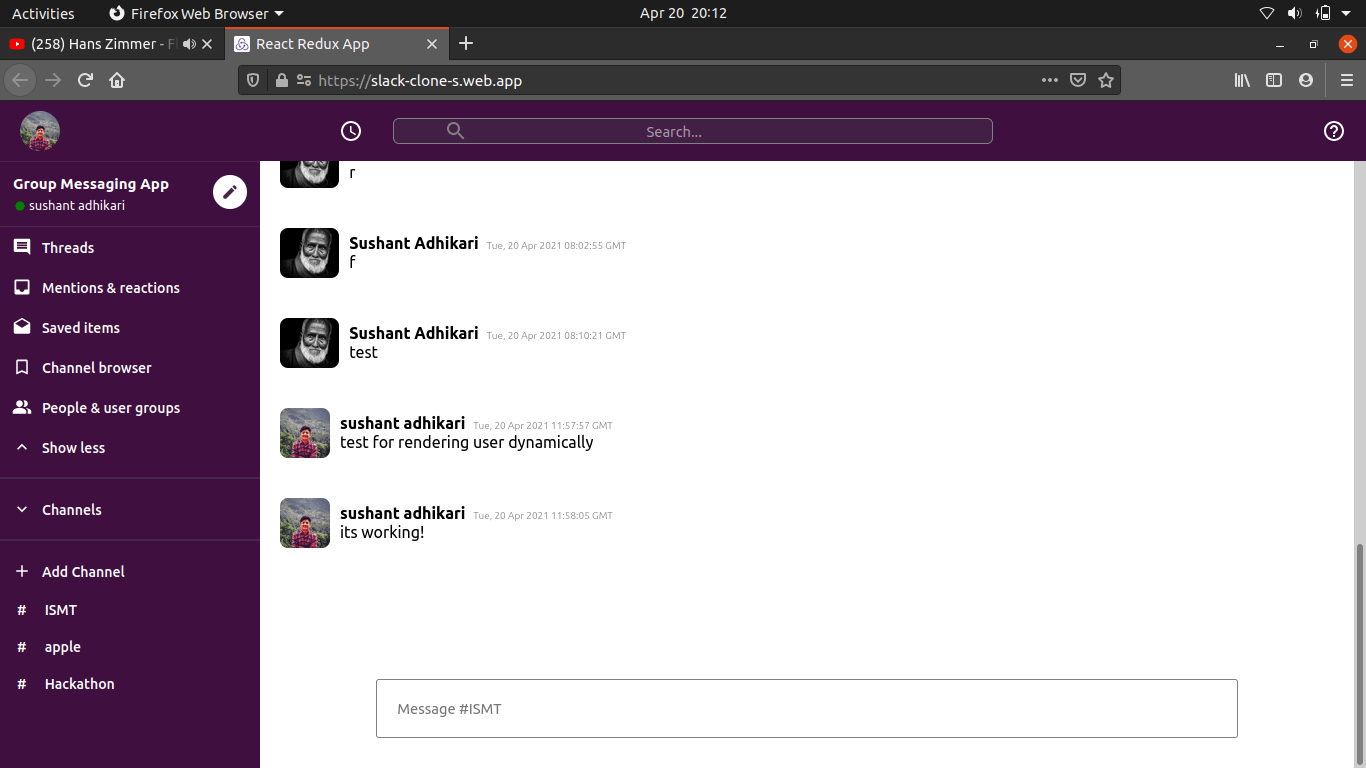 Activities
Firefox Web Browser
Apr 20 20:12
(258) Hans Zimmer - F
React Redux App
https://slack-clone-s.web.app
Search...
Group Messaging App
sushant adhikari
Threads
Mentions & reactions
Saved items
Channel browser
People & user groups
Show less
Channels
+ Add Channel
# ISMT
# apple
# Hackathon
r
Sushant Adhikari Tue, 20 Apr 2021 08:02:55 GMT
f
Sushant Adhikari Tue, 20 Apr 2021 08:10:21 GMT
test
sushant adhikari Tue, 20 Apr 2021 11:57:57 GMT
test for rendering user dynamically
sushant adhikari Tue, 20 Apr 2021 11:58:05 GMT
its working!
Message #ISMT